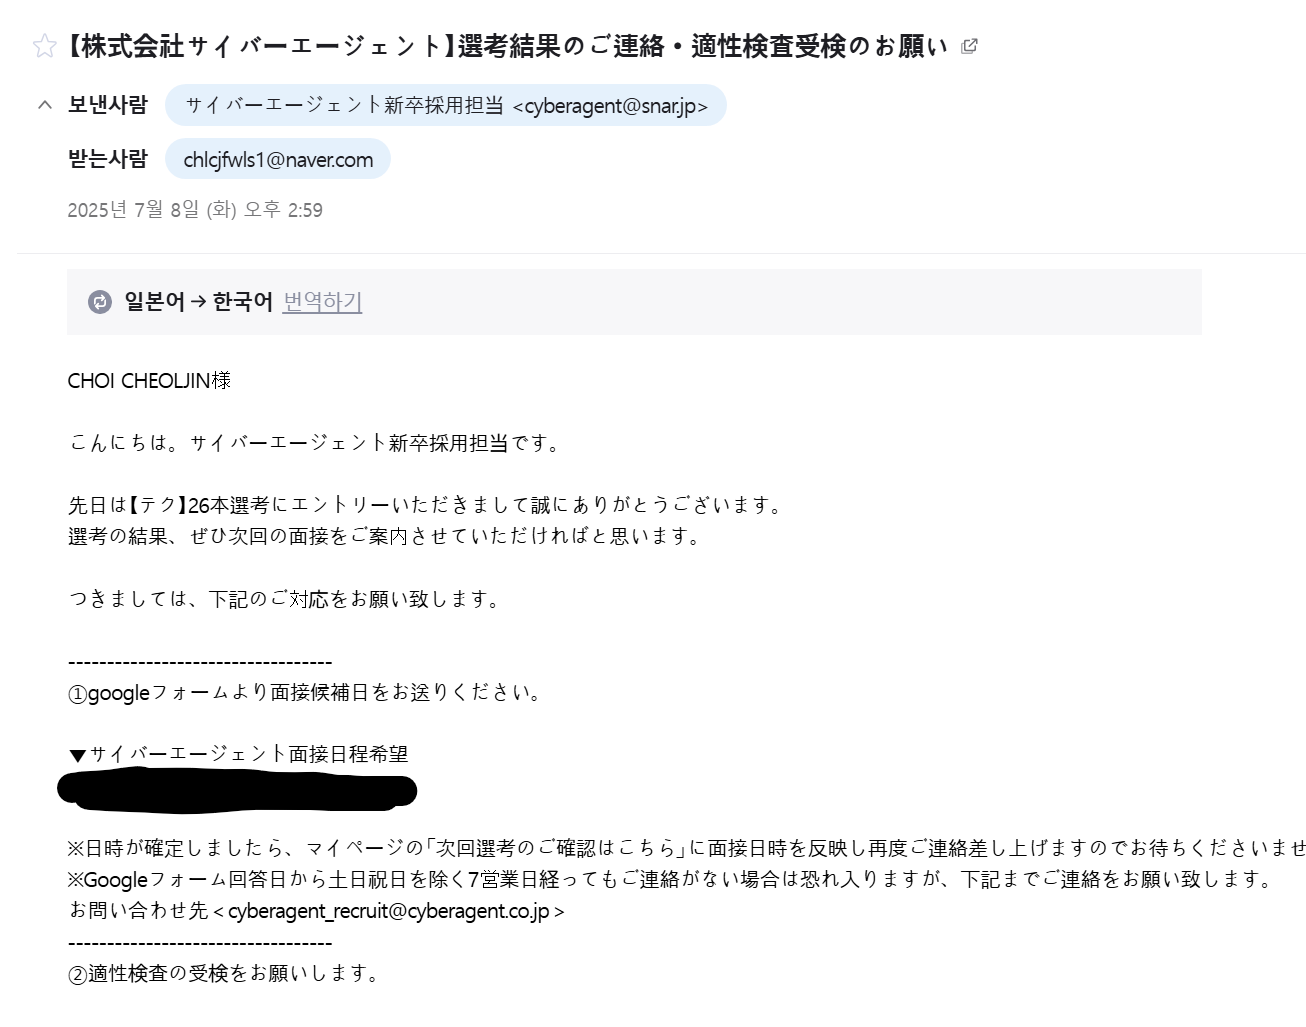 【株式会社サイバーエージェント】選考結果のご連絡・適性検査受検のお願い
보낸사람 サイバーエージェント新卒採用担当 <cyberagent@snar.jp>
받는사람 chlcjfwls1@naver.com
2025년 7월 8일 (화) 오후 2:59
일본어 → 한국어 번역하기
CHOI CHEOLJIN様
こんにちは。サイバーエージェント新卒採用担当です。
先日は【テク】26本選考にエントリーいただきまして誠にありがとうございます。
選考の結果、ぜひ次回の面接をご案内させていただければと思います。
つきましては、下記のご対応をお願い致します。
----------------------------------
①googleフォームより面接候補日をお送りください。
▼サイバーエージェント面接日程希望
※日時が確定しましたら、マイページの「次回選考のご確認はこちら」に面接日時を反映し再度ご連絡差し上げますのでお待ちくださいませ
※Googleフォーム回答日から土日祝日を除く7営業日経ってもご連絡がない場合は恐れ入りますが、下記までご連絡をお願い致します。
お問い合わせ先＜cyberagent_recruit@cyberagent.co.jp＞
----------------------------------
②適性検査の受検をお願いします。